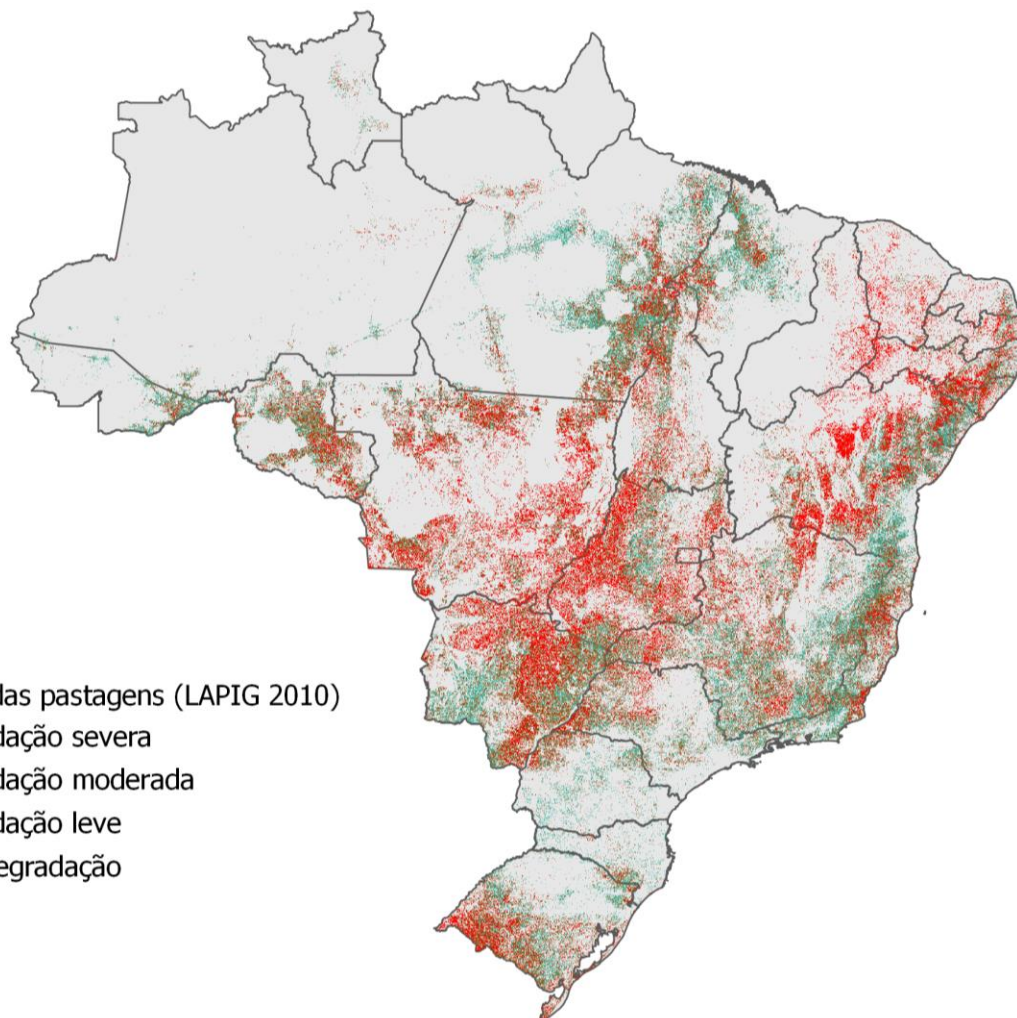 das pastagens (LAPIG 2010)
dação severa
dação moderada
dação leve
egradação